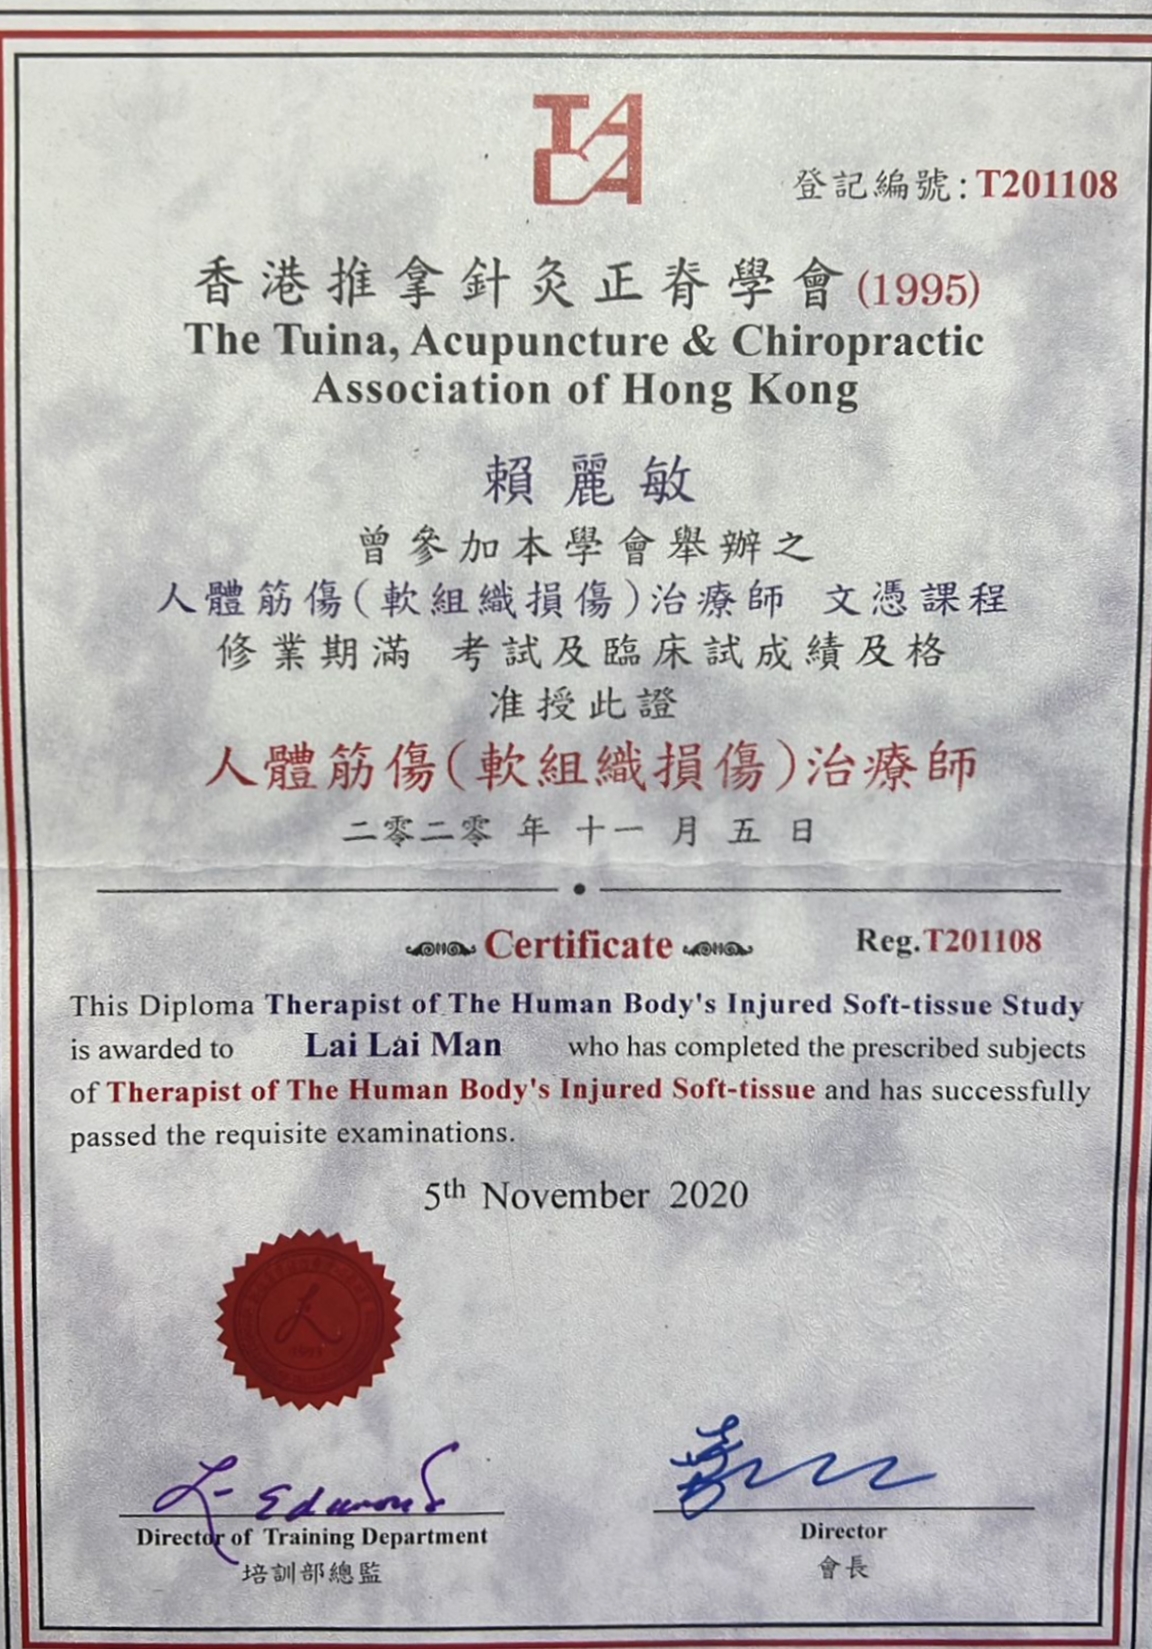 TACA
登記編號:T201108
香港推拿針灸正脊學會(1995)
The Tuina, Acupuncture & Chiropractic
Association of Hong Kong
賴麗敏
曾參加本學會舉辦之
人體筋傷(軟組織損傷)治療師 文憑課程
修業期滿 考試及臨床試成績及格
准授此證
人體筋傷(軟組織損傷)治療師
二零二零 年 十一 月 五 日
Certificate
Reg.T201108
This Diploma Therapist of The Human Body's Injured Soft-tissue Study
is awarded to Lai Lai Man who has completed the prescribed subjects
of Therapist of The Human Body's Injured Soft-tissue and has successfully
passed the requisite examinations.
5th November 2020
Director of Training Department
培訓部總監
Director
會長